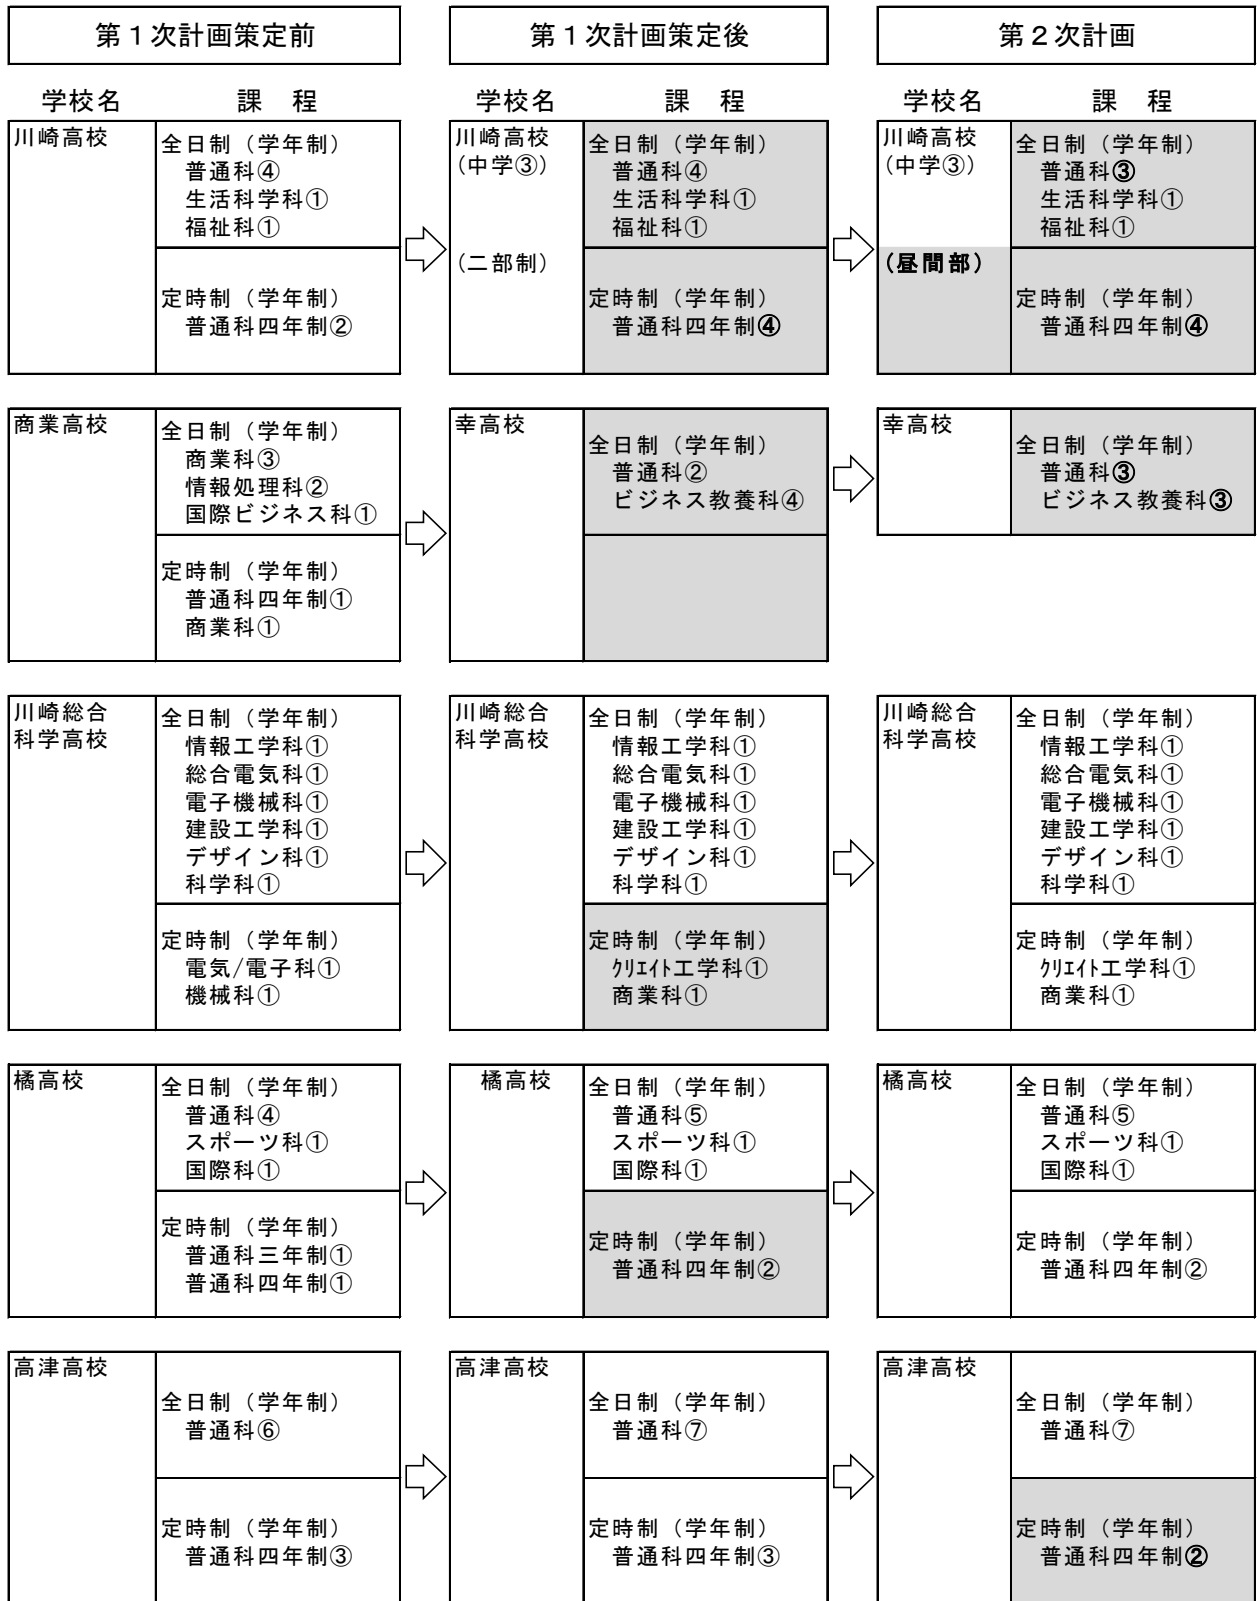 第１次計画策定前
第１次計画策定後
第２次計画
学校名 課　程
学校名 課　程
学校名 課　程
川崎高校
全日制（学年制）
普通科④
生活科学科①
福祉科①
定時制（学年制）
普通科四年制②
川崎高校
(中学③)
(二部制)
全日制（学年制）
普通科④
生活科学科①
福祉科①
定時制（学年制）
普通科四年制④
川崎高校
(中学③)
(昼間部)
全日制（学年制）
普通科③
生活科学科①
福祉科①
定時制（学年制）
普通科四年制④
商業高校
全日制（学年制）
商業科③
情報処理科②
国際ビジネス科①
定時制（学年制）
普通科四年制①
商業科①
幸高校
全日制（学年制）
普通科②
ビジネス教養科④
幸高校
全日制（学年制）
普通科③
ビジネス教養科③
川崎総合
科学高校
全日制（学年制）
情報工学科①
総合電気科①
電子機械科①
建設工学科①
デザイン科①
科学科①
定時制（学年制）
電気/電子科①
機械科①
川崎総合
科学高校
全日制（学年制）
情報工学科①
総合電気科①
電子機械科①
建設工学科①
デザイン科①
科学科①
定時制（学年制）
ｸﾘｴｲﾄ工学科①
商業科①
川崎総合
科学高校
全日制（学年制）
情報工学科①
総合電気科①
電子機械科①
建設工学科①
デザイン科①
科学科①
定時制（学年制）
ｸﾘｴｲﾄ工学科①
商業科①
橘高校
全日制（学年制）
普通科④
スポーツ科①
国際科①
定時制（学年制）
普通科三年制①
普通科四年制①
橘高校
全日制（学年制）
普通科⑤
スポーツ科①
国際科①
定時制（学年制）
普通科四年制②
橘高校
全日制（学年制）
普通科⑤
スポーツ科①
国際科①
定時制（学年制）
普通科四年制②
高津高校
全日制（学年制）
普通科⑥
定時制（学年制）
普通科四年制③
高津高校
全日制（学年制）
普通科⑦
定時制（学年制）
普通科四年制③
高津高校
全日制（学年制）
普通科⑦
定時制（学年制）
普通科四年制②